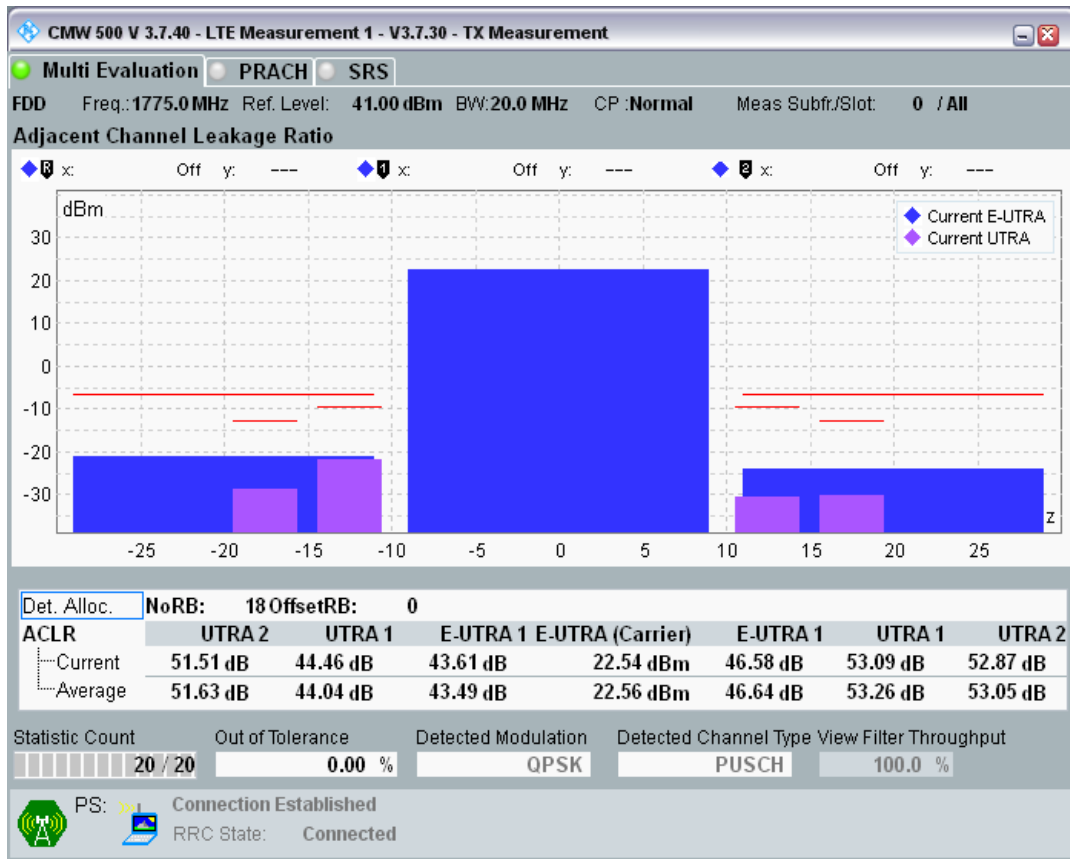 CMW 500 V 3.7.40 - LTE Measurement 1 - V3.7.30 - TX Measurement
Multi Evaluation PRACH SRS
FDD Freq.:1775.0 MHz Ref. Level: 41.00 dBm BW:20.0 MHz CP :Normal Meas Subfr./Slot: 0 / All
Adjacent Channel Leakage Ratio
R x: Off y: --- 1 x: Off y: --- 2 x: Off y: ---
dBm
Current E-UTRA
Current UTRA
30
20
10
0
-10
-20
-30
z
-25 -20 -15 -10 -5 0 5 10 15 20 25
Det. Alloc. NoRB: 18 OffsetRB: 0
ACLR UTRA 2 UTRA 1 E-UTRA 1 E-UTRA (Carrier) E-UTRA 1 UTRA 1 UTRA 2
Current 51.51 dB 44.46 dB 43.61 dB 22.54 dBm 46.58 dB 53.09 dB 52.87 dB
Average 51.63 dB 44.04 dB 43.49 dB 22.56 dBm 46.64 dB 53.26 dB 53.05 dB
Statistic Count Out of Tolerance Detected Modulation Detected Channel Type View Filter Throughput
20 / 20 0.00 % QPSK PUSCH 100.0 %
PS: Connection Established
RRC State: Connected